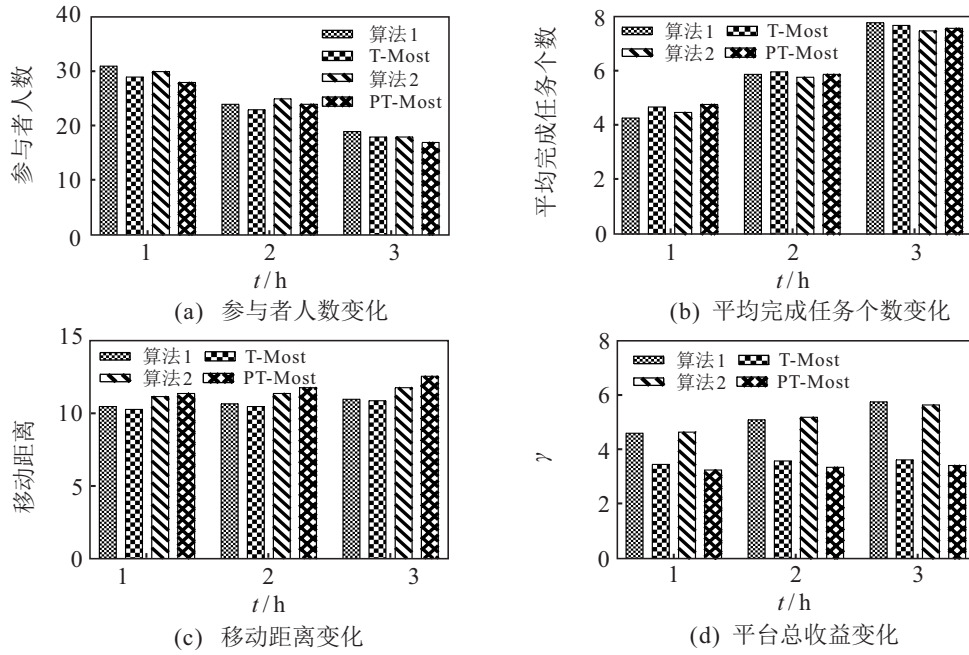 40
30
20
10
0
参与者人数
算法1
T-Most
算法2
PT-Most
1 2 3
t/h
(a) 参与者人数变化
8
6
4
2
0
平均完成任务个数
算法1 T-Most
算法2 PT-Most
1 2 3
t/h
(b) 平均完成任务个数变化
15
10
5
0
移动距离
算法1 T-Most
算法2 PT-Most
1 2 3
t/h
(c) 移动距离变化
8
6
4
2
0
γ
算法1 T-Most
算法2 PT-Most
1 2 3
t/h
(d) 平台总收益变化